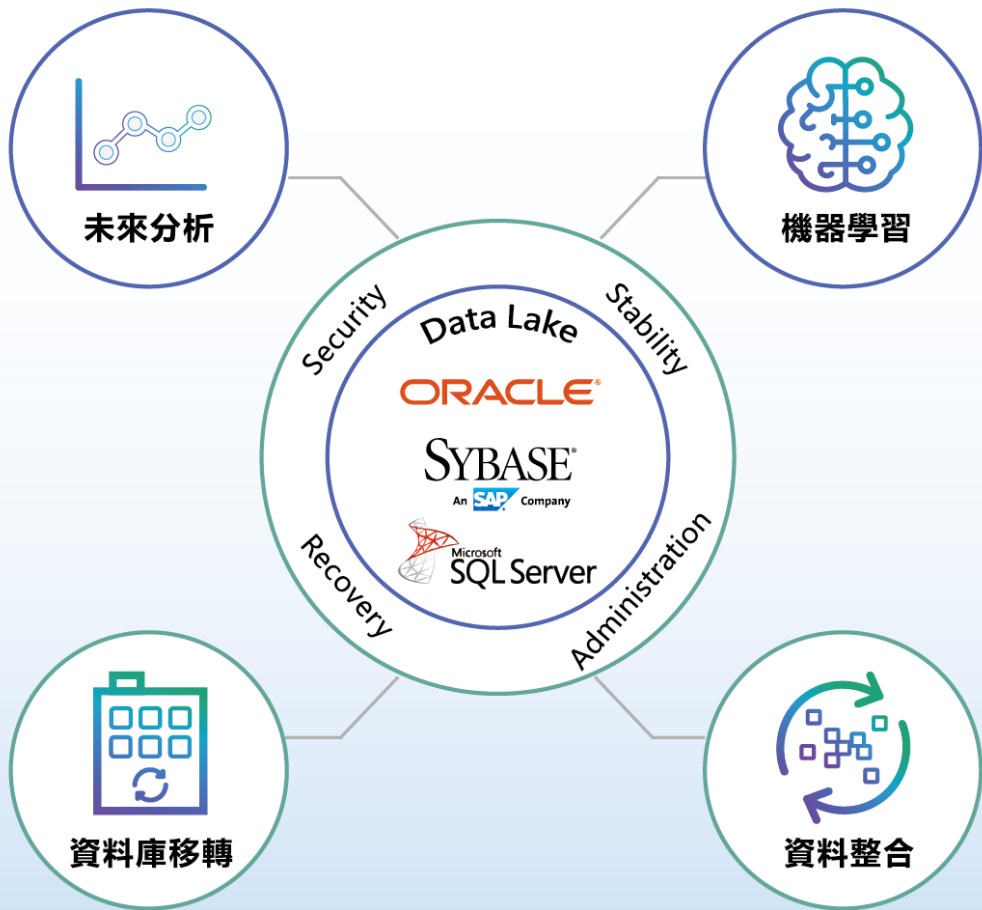 未來分析
機器學習
Security
Stability
Data Lake
ORACLE®
SYBASE®
An SAP® Company
Microsoft
SQL Server
Recovery
Administration
資料庫移轉
資料整合